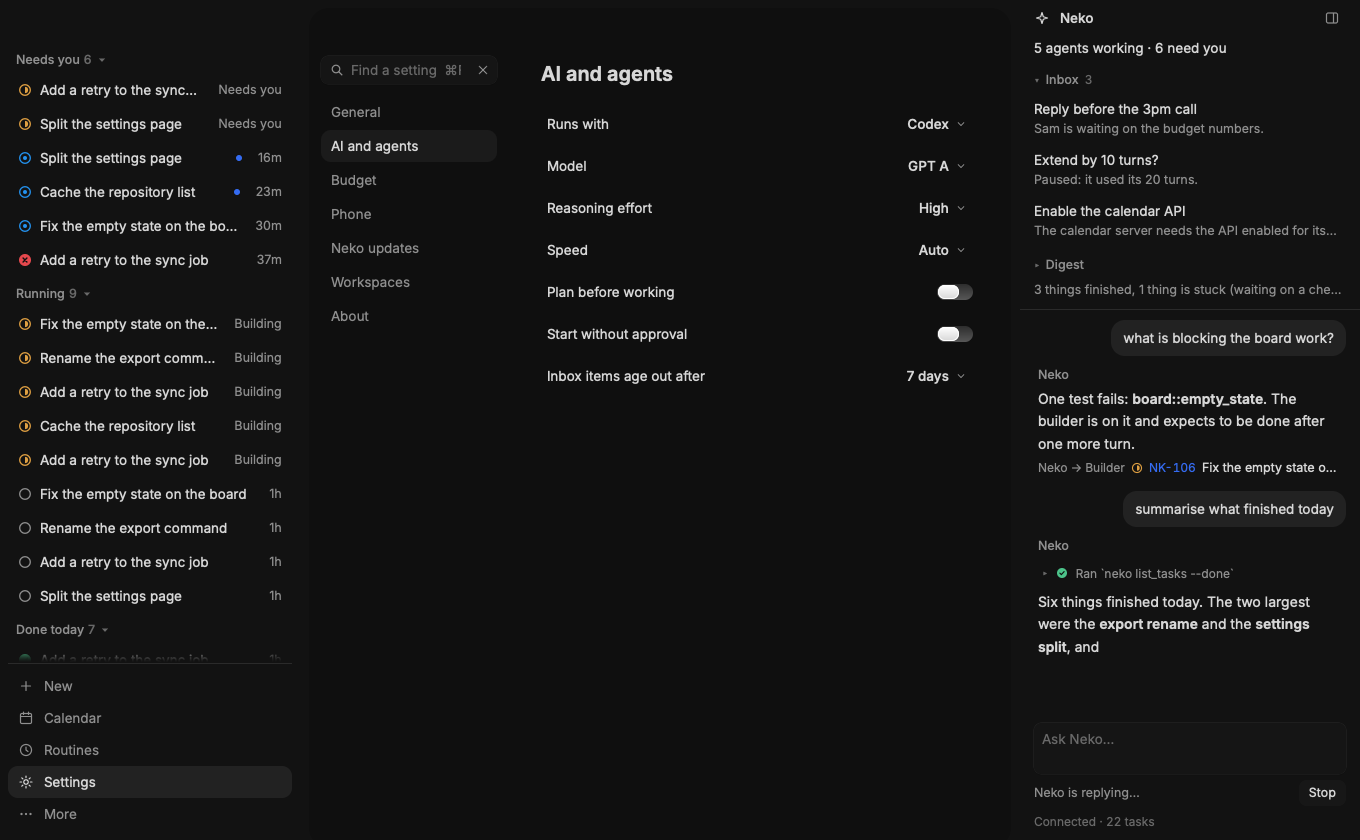 Needs you 6
Add a retry to the sync... Needs you
Split the settings page Needs you
Split the settings page 16m
Cache the repository list 23m
Fix the empty state on the bo... 30m
Add a retry to the sync job 37m
Running 9
Fix the empty state on the... Building
Rename the export comm... Building
Add a retry to the sync job Building
Cache the repository list Building
Add a retry to the sync job Building
Fix the empty state on the board 1h
Rename the export command 1h
Add a retry to the sync job 1h
Split the settings page 1h
Done today 7
Add a retry to the sync job 1h
New
Calendar
Routines
Settings
More
Find a setting ⌘F
General
AI and agents
Budget
Phone
Neko updates
Workspaces
About
AI and agents
Runs with Codex
Model GPT A
Reasoning effort High
Speed Auto
Plan before working
Start without approval
Inbox items age out after 7 days
Neko
5 agents working · 6 need you
Inbox 3
Reply before the 3pm call
Sam is waiting on the budget numbers.
Extend by 10 turns?
Paused: it used its 20 turns.
Enable the calendar API
The calendar server needs the API enabled for its...
Digest
3 things finished, 1 thing is stuck (waiting on a che...
what is blocking the board work?
Neko
One test fails: board::empty_state. The
builder is on it and expects to be done after
one more turn.
Neko → Builder NK-106 Fix the empty state o...
summarise what finished today
Neko
Ran `neko list_tasks --done`
Six things finished today. The two largest
were the export rename and the settings
split, and
Ask Neko...
Neko is replying... Stop
Connected · 22 tasks